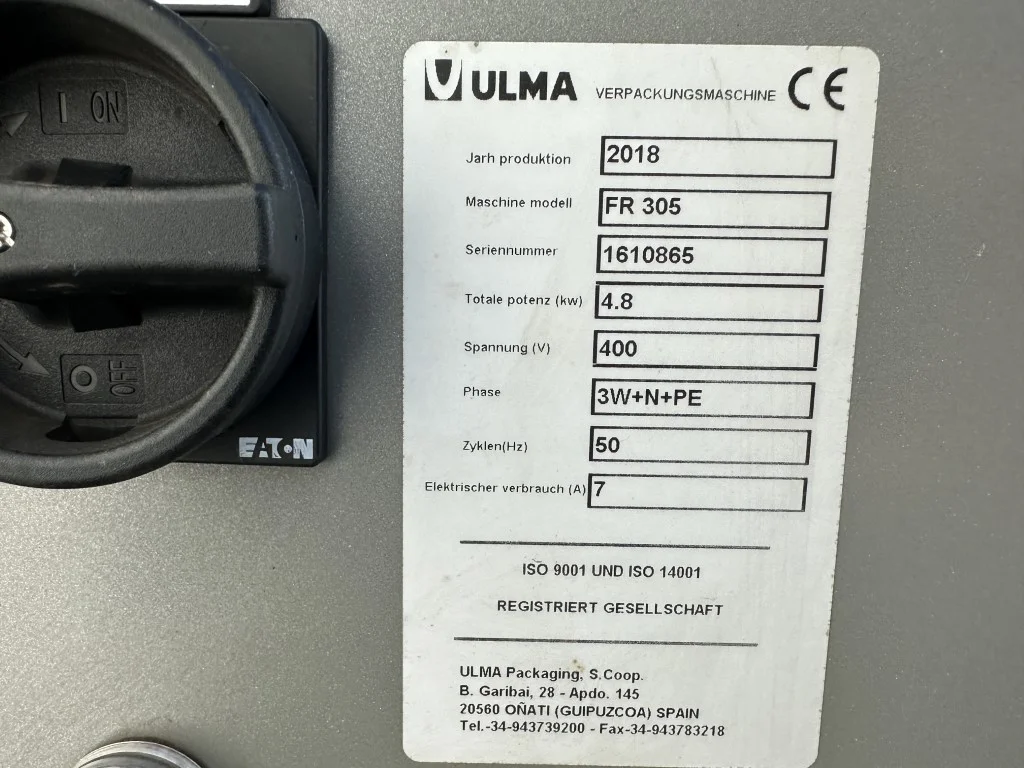 I ON
O OFF
EATON
ULMA VERPACKUNGSMASCHINE CE
Jarh produktion 2018
Maschine modell FR 305
Seriennummer 1610865
Totale potenz (kw) 4.8
Spannung (V) 400
Phase 3W+N+PE
Zyklen(Hz) 50
Elektrischer verbrauch (A) 7
ISO 9001 UND ISO 14001
REGISTRIERT GESELLSCHAFT
ULMA Packaging, S.Coop.
B. Garibai, 28 - Apdo. 145
20560 OÑATI (GUIPUZCOA) SPAIN
Tel.-34-943739200 - Fax-34-943783218